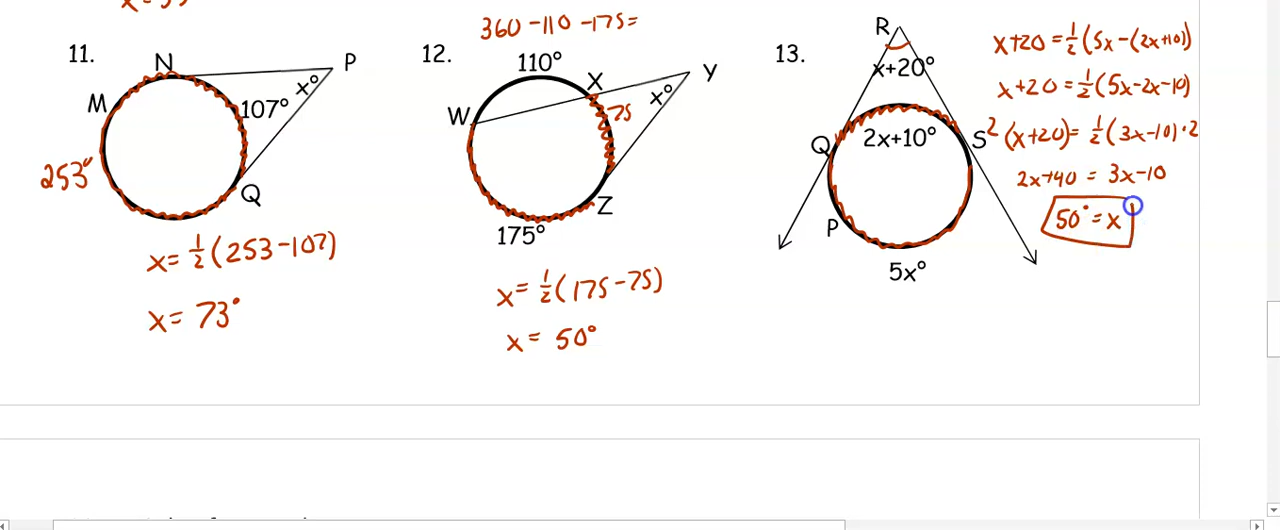 11.
N
P
M
x°
107°
253°
Q
x = ½(253-107)
x = 73°
360 -110 -175=
12.
110°
X
Y
W
75
x°
Z
175°
x = ½(175-75)
x = 50°
13.
R
x+20°
Q
2x+10°
S
P
5x°
x+20 = ½(5x-(2x+10)
x+20 = ½(5x-2x-10)
2(x+20) = ½(3x-10)·2
2x+40 = 3x-10
50° = x